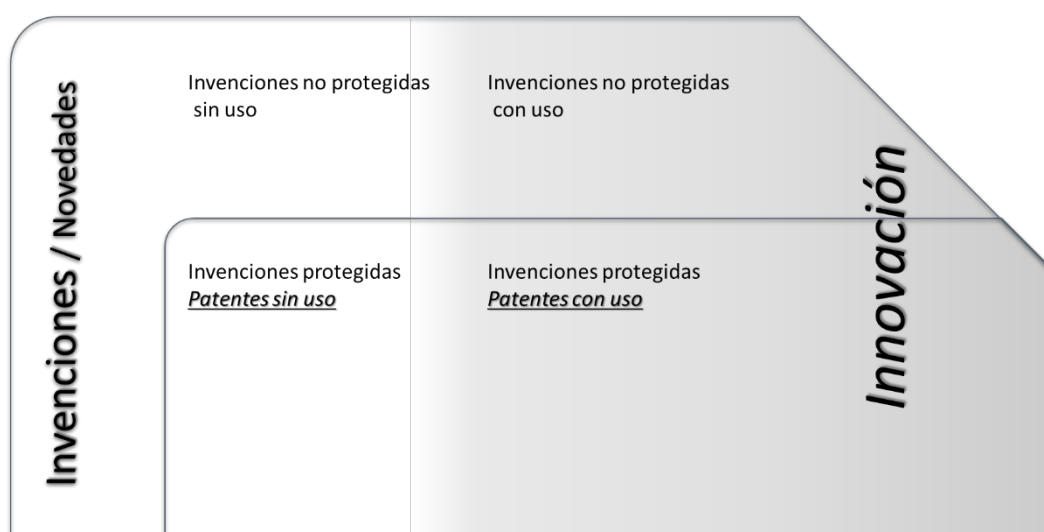 Invenciones / Novedades
Invenciones no protegidas
sin uso
Invenciones no protegidas
con uso
Invenciones protegidas
Patentes sin uso
Invenciones protegidas
Patentes con uso
Innovación